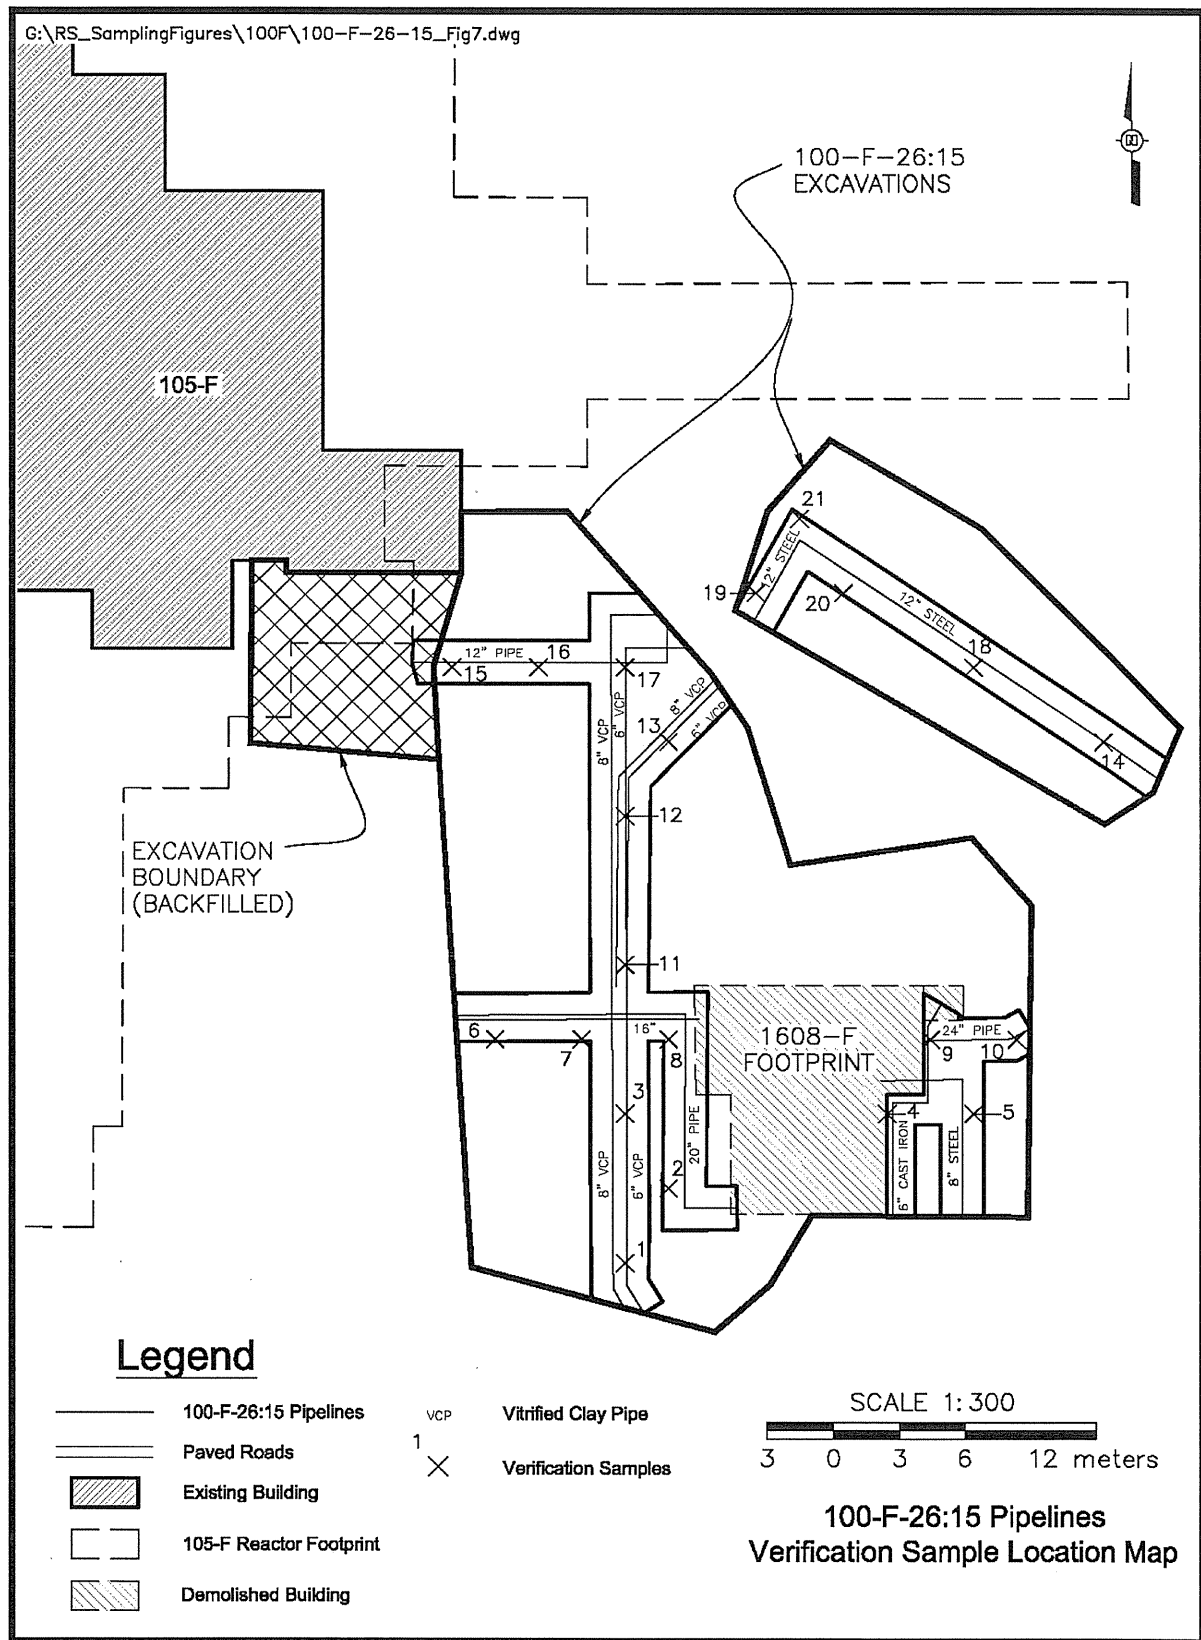 G:\RS_SamplingFigures\100F\100-F-26-15_Fig7.dwg
N
100-F-26:15
EXCAVATIONS
105-F
21
12" STEEL
19
20
12" STEEL
18
14
12" PIPE
16
15
17
8" VCP
6" VCP
13
8" VCP
6" VCP
12
EXCAVATION
BOUNDARY
(BACKFILLED)
11
6
7
16"
8
1608-F
FOOTPRINT
24" PIPE
9
10
3
4
5
20" PIPE
6" CAST IRON
8" STEEL
8" VCP
6" VCP
2
1
Legend
100-F-26:15 Pipelines
Paved Roads
Existing Building
105-F Reactor Footprint
Demolished Building
VCP
Vitrified Clay Pipe
1
Verification Samples
SCALE 1:300
3 0 3 6 12 meters
100-F-26:15 Pipelines
Verification Sample Location Map